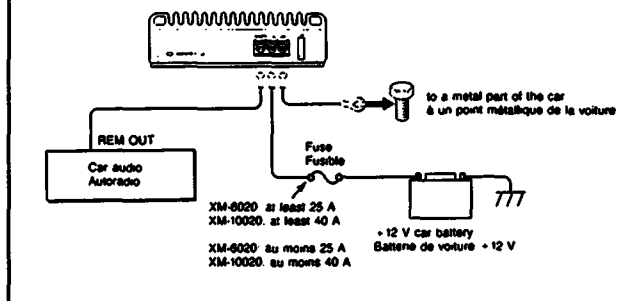 to a metal part of the car
à un point métallique de la voiture
REM OUT
Car audio
Autoradio
Fuse
Fusible
XM-6020: at least 25 A
XM-10020: at least 40 A
XM-6020: au moins 25 A
XM-10020: au moins 40 A
+ 12 V car battery
Batterie de voiture + 12 V